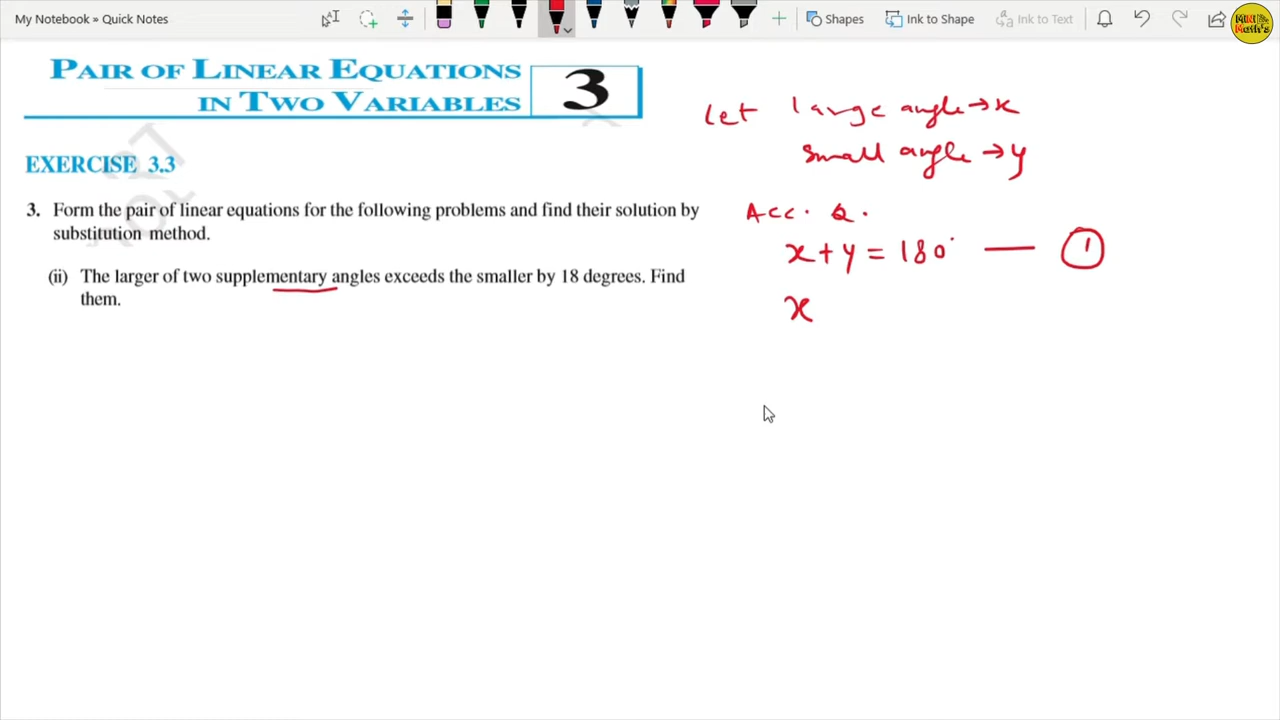 My Notebook » Quick Notes
Shapes
Ink to Shape
Ink to Text
PAIR OF LINEAR EQUATIONS
IN TWO VARIABLES
3
EXERCISE 3.3
3. Form the pair of linear equations for the following problems and find their solution by
substitution method.
(ii) The larger of two supplementary angles exceeds the smaller by 18 degrees. Find
them.
Let large angle → x
small angle → y
Acc. Q.
x + y = 180° — 1
x